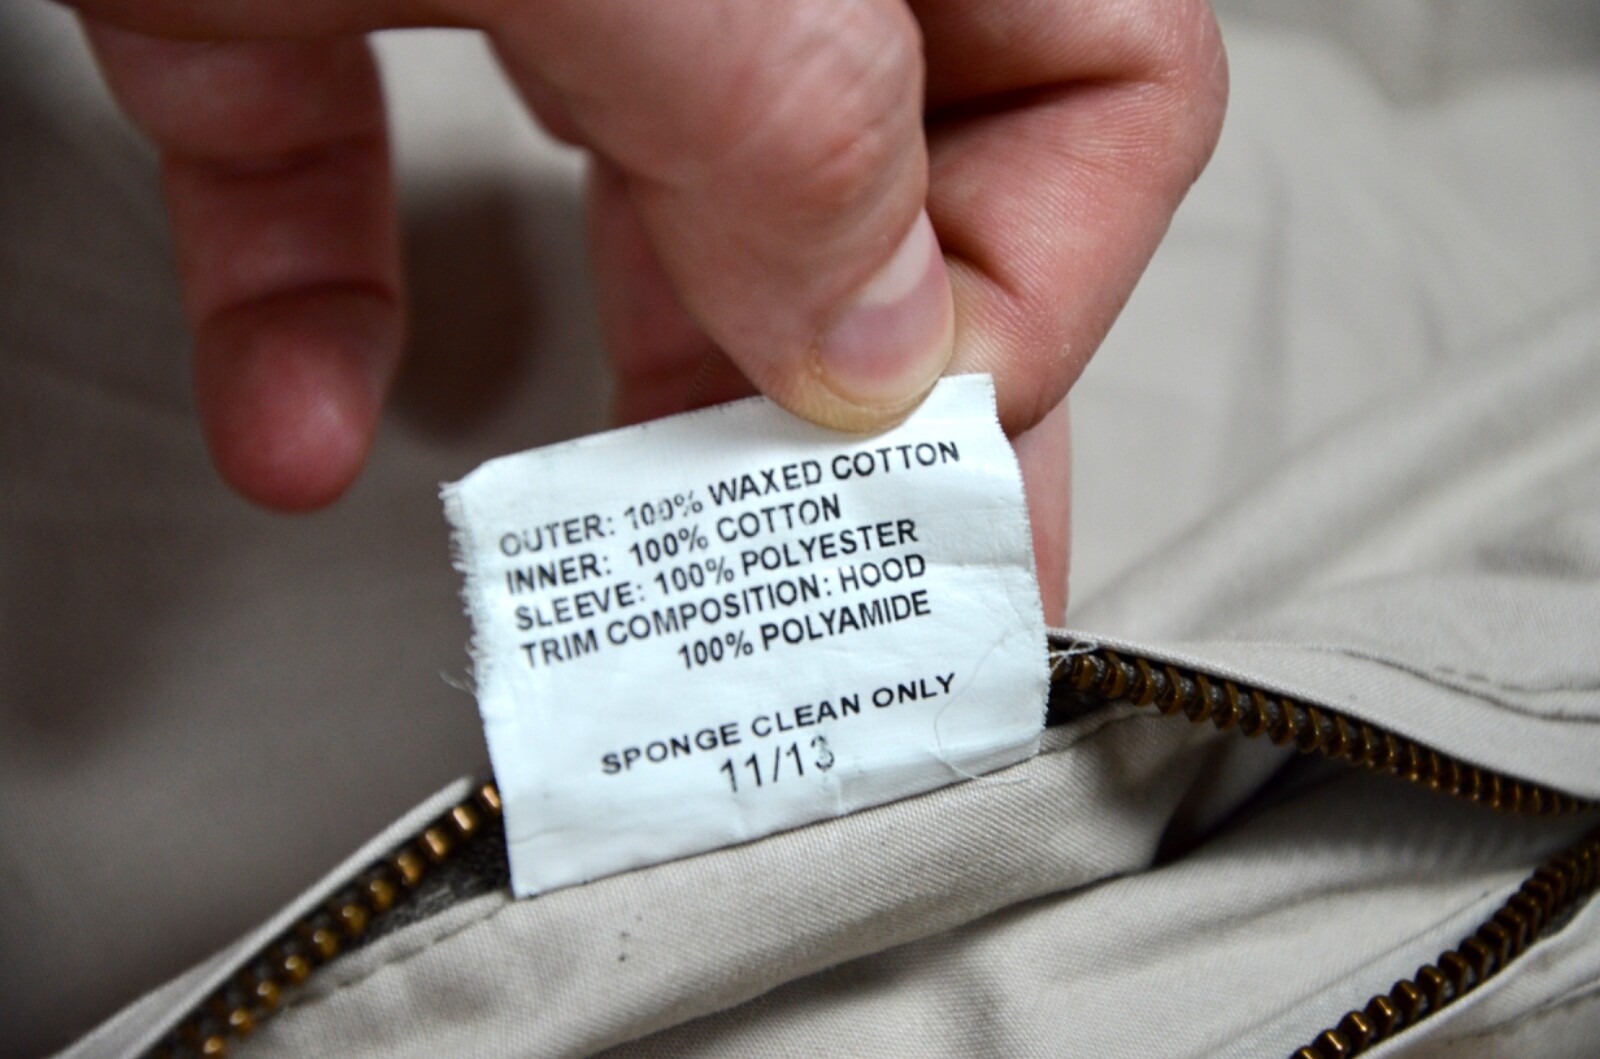 OUTER: 100% WAXED COTTON
INNER: 100% COTTON
SLEEVE: 100% POLYESTER
TRIM COMPOSITION: HOOD
100% POLYAMIDE
SPONGE CLEAN ONLY
11/13